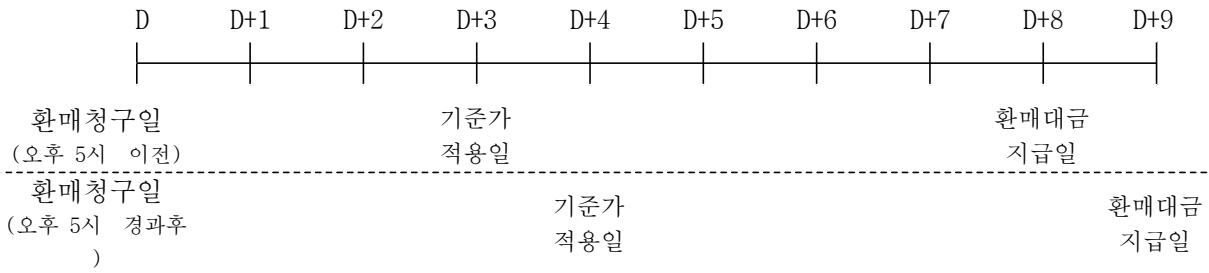 D D+1 D+2 D+3 D+4 D+5 D+6 D+7 D+8 D+9
환매청구일 기준가 환매대금
(오후 5시 이전) 적용일 지급일
환매청구일 기준가 환매대금
(오후 5시 경과후 적용일 지급일
)